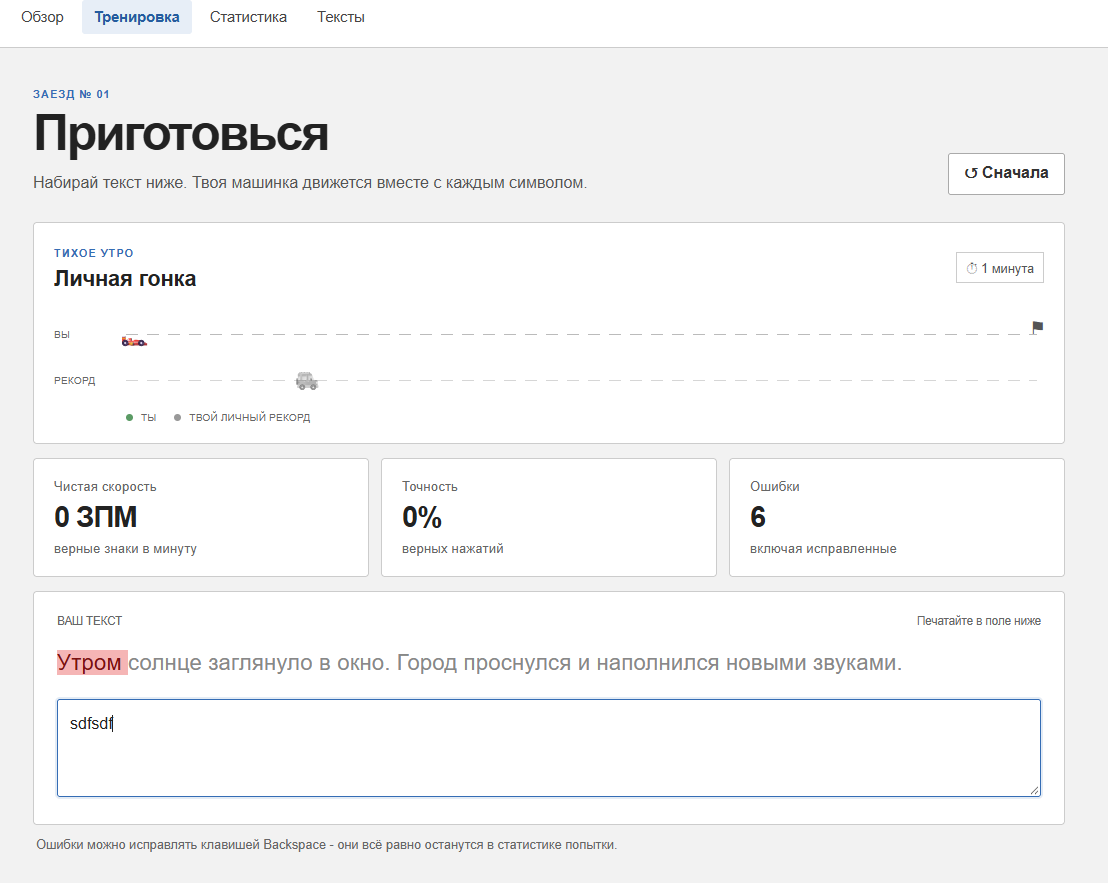 Обзор Тренировка Статистика Тексты
ЗАЕЗД № 01
Приготовься
Набирай текст ниже. Твоя машинка движется вместе с каждым символом.
↺ Сначала
ТИХОЕ УТРО
Личная гонка
⏱ 1 минута
ВЫ
РЕКОРД
ТЫ ТВОЙ ЛИЧНЫЙ РЕКОРД
Чистая скорость
0 ЗПМ
верные знаки в минуту
Точность
0%
верных нажатий
Ошибки
6
включая исправленные
ВАШ ТЕКСТ
Печатайте в поле ниже
Утром солнце заглянуло в окно. Город проснулся и наполнился новыми звуками.
sdfsdf
Ошибки можно исправлять клавишей Backspace - они всё равно останутся в статистике попытки.